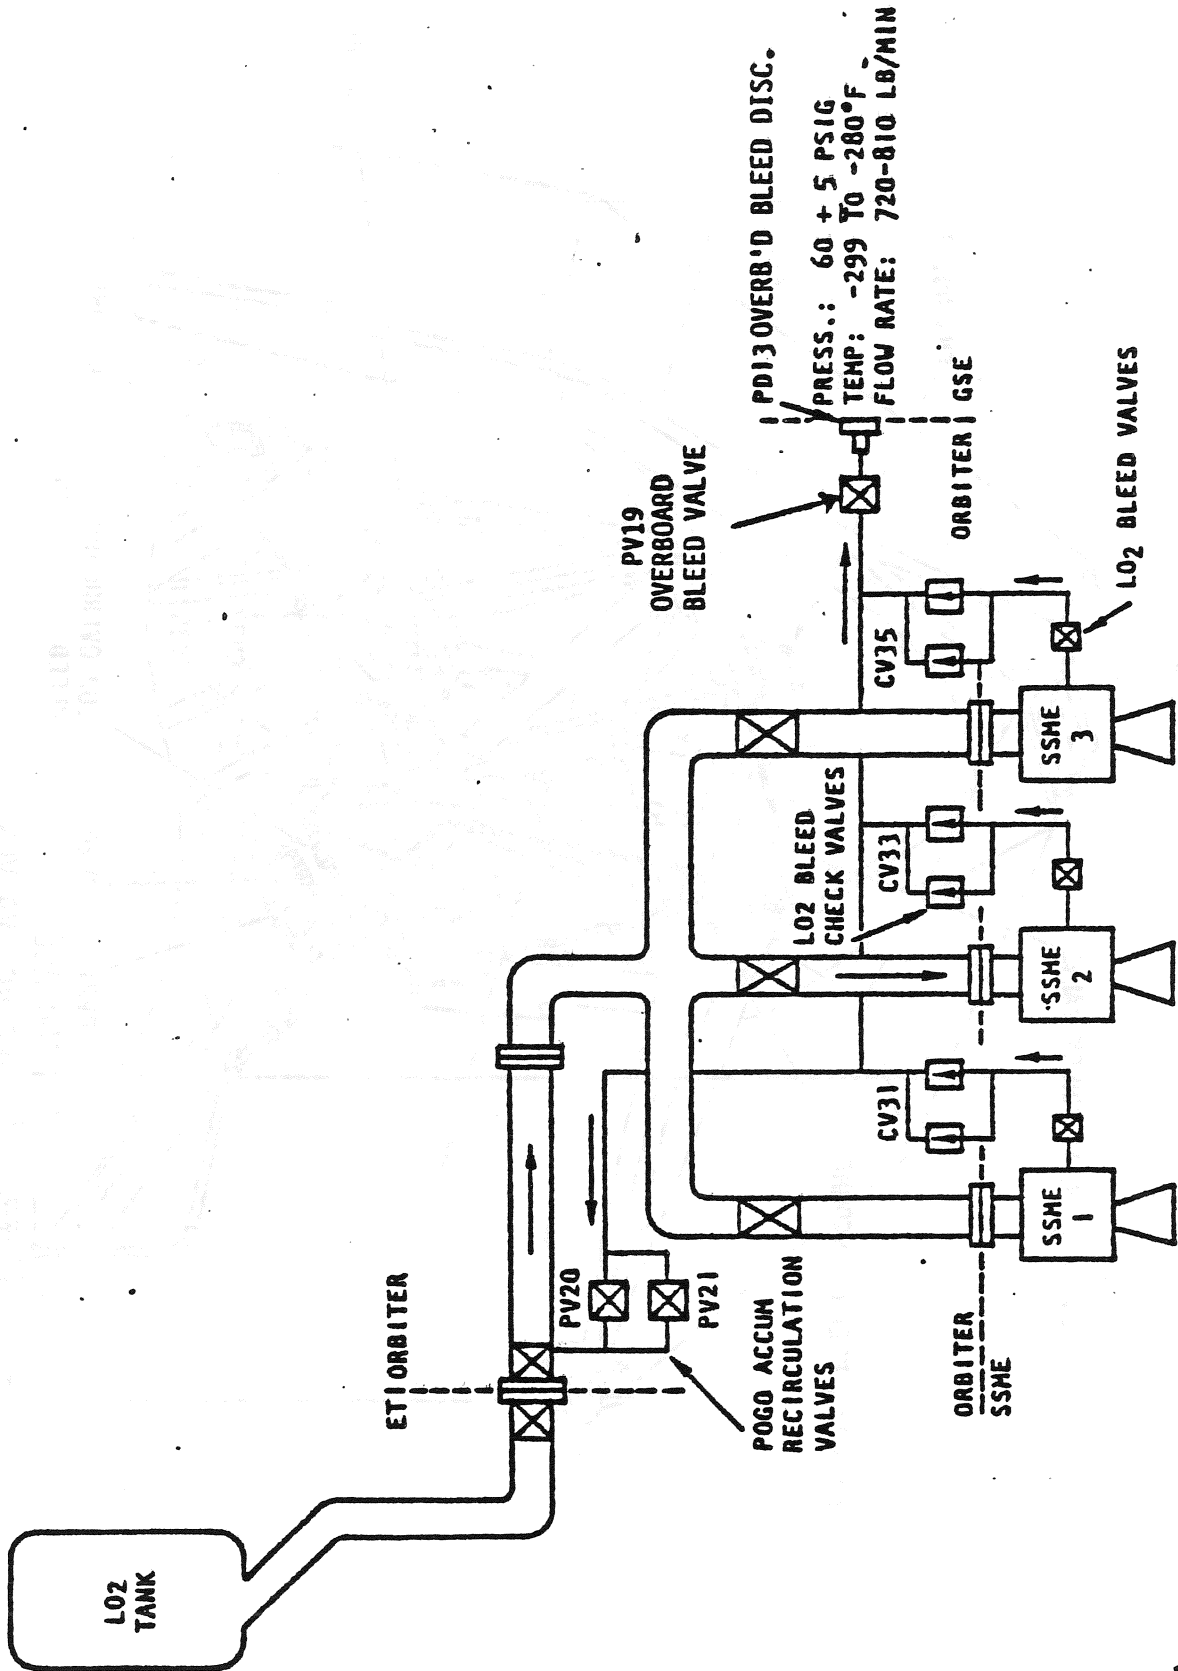 LO2
TANK
ET ORBITER
PV20
PV21
POGO ACCUM
RECIRCULATION
VALVES
PV19
OVERBOARD
BLEED VALVE
PD13 OVERB'D BLEED DISC.
PRESS.: 60 + 5 PSIG
TEMP: -299 TO -280°F
FLOW RATE: 720-810 LB/MIN
ORBITER GSE
LO2 BLEED
CHECK VALVES
CV31
CV33
CV35
ORBITER
SSME
SSME
1
SSME
2
SSME
3
LO2 BLEED VALVES